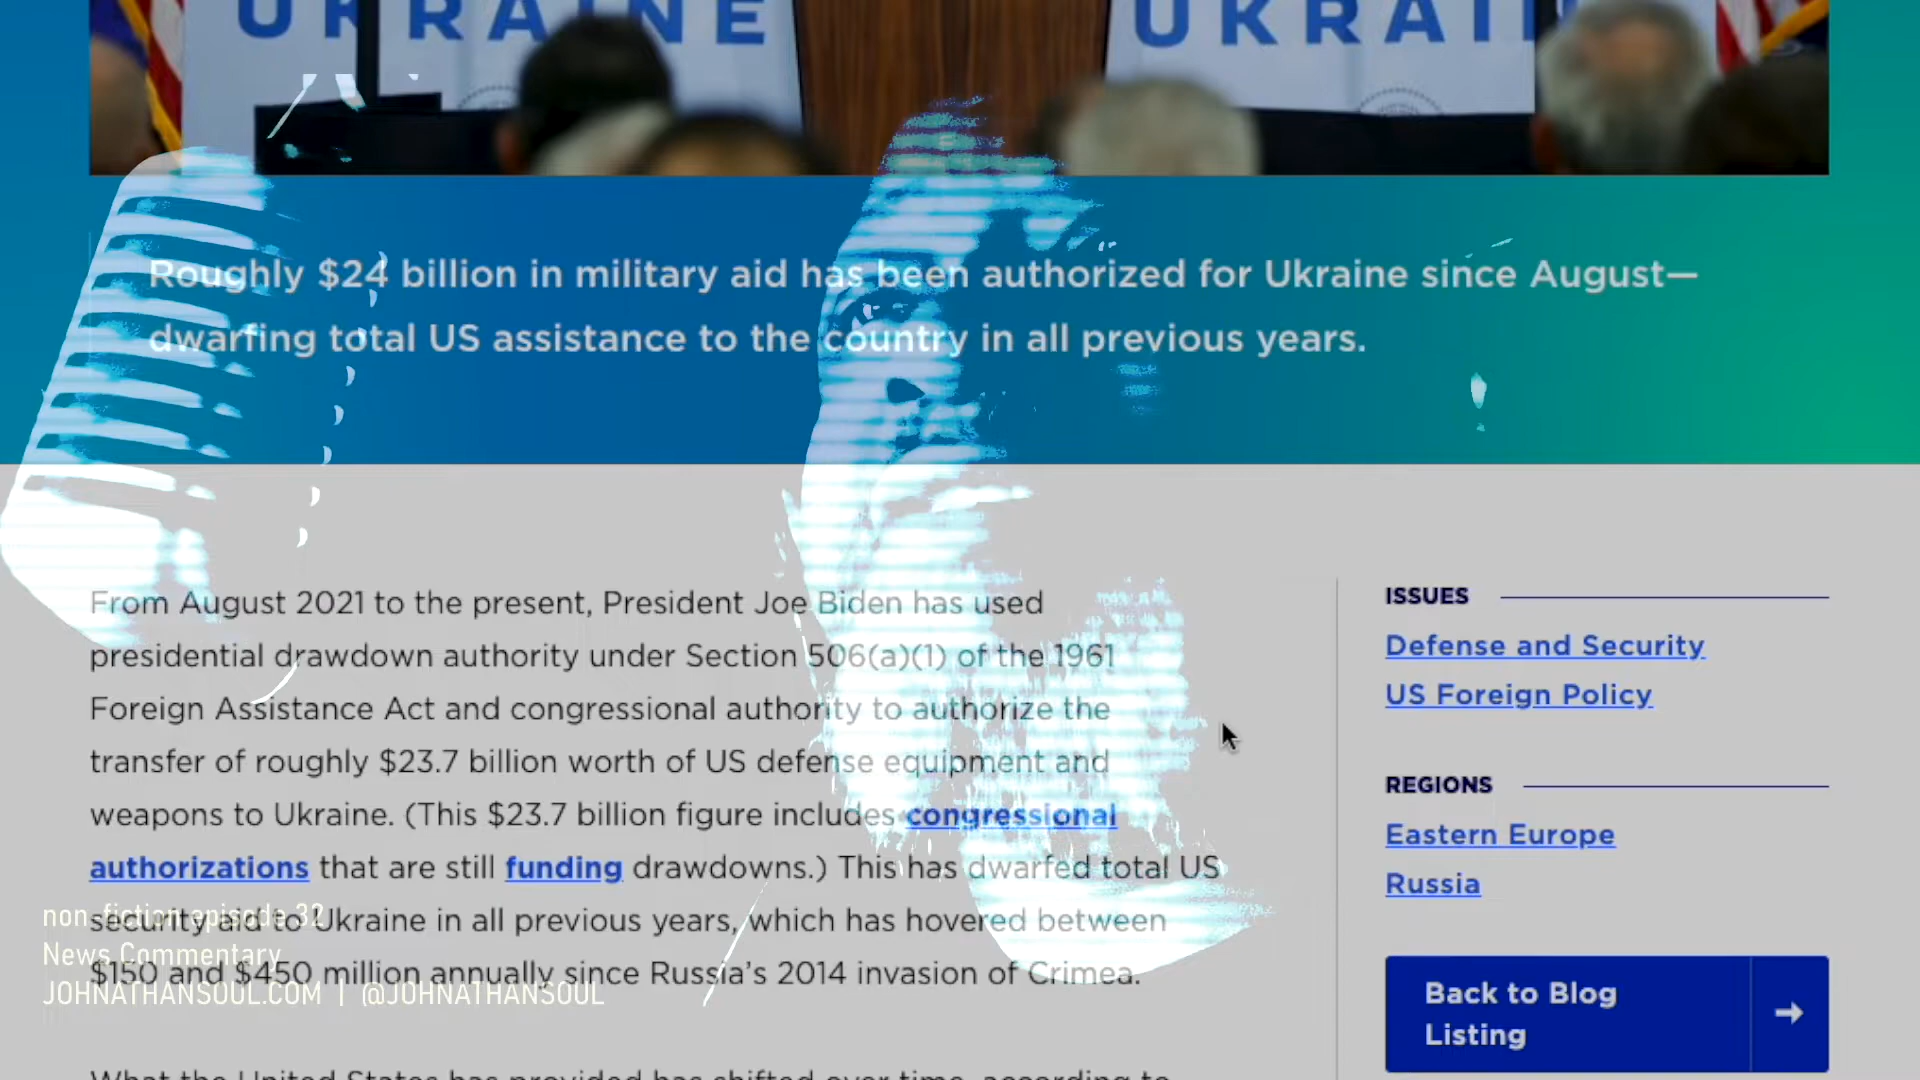 UKRAINE
UKRAIN
Roughly $24 billion in military aid has been authorized for Ukraine since August—
dwarfing total US assistance to the country in all previous years.
From August 2021 to the present, President Joe Biden has used
presidential drawdown authority under Section 506(a)(1) of the 1961
Foreign Assistance Act and congressional authority to authorize the
transfer of roughly $23.7 billion worth of US defense equipment and
weapons to Ukraine. (This $23.7 billion figure includes congressional
authorizations that are still funding drawdowns.) This has dwarfed total US
security aid to Ukraine in all previous years, which has hovered between
$150 and $450 million annually since Russia's 2014 invasion of Crimea.
What the United States has provided has shifted over time, according to
ISSUES
Defense and Security
US Foreign Policy
REGIONS
Eastern Europe
Russia
Back to Blog
Listing
non-fiction episode 32
News Commentary
JOHNATHANSOUL.COM | @JOHNATHANSOUL